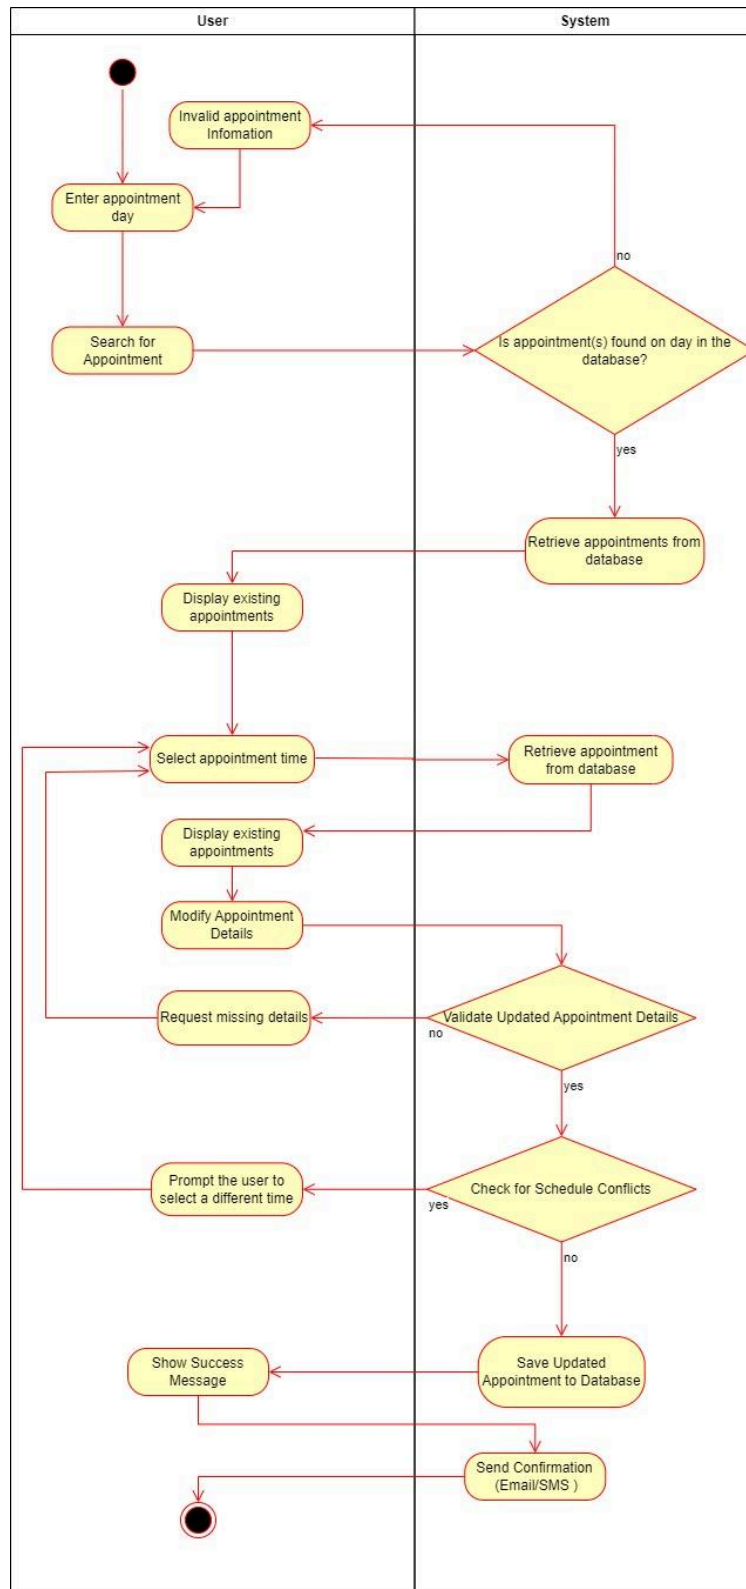 User
System
Invalid appointment
Infomation
Enter appointment
day
no
Search for
Appointment
Is appointment(s) found on day in the
database?
yes
Retrieve appointments from
database
Display existing
appointments
Select appointment time
Retrieve appointment
from database
Display existing
appointments
Modify Appointment
Details
Request missing details
no
Validate Updated Appointment Details
yes
Prompt the user to
select a different time
yes
Check for Schedule Conflicts
no
Show Success
Message
Save Updated
Appointment to Database
Send Confirmation
(Email/SMS )